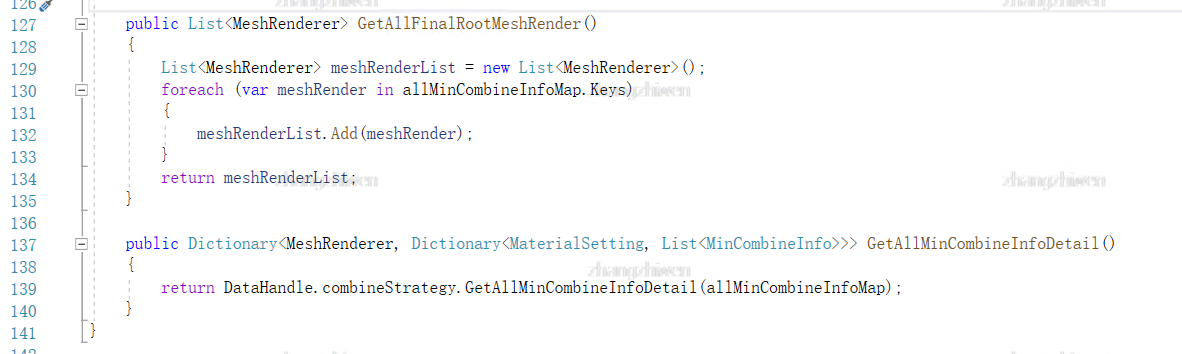 126
127 public List<MeshRenderer> GetAllFinalRootMeshRender()
128 {
129 List<MeshRenderer> meshRenderList = new List<MeshRenderer>();
130 foreach (var meshRender in allMinCombineInfoMap.Keys)
131 {
132 meshRenderList.Add(meshRender);
133 }
134 return meshRenderList;
135 }
136
137 public Dictionary<MeshRenderer, Dictionary<MaterialSetting, List<MinCombineInfo>>> GetAllMinCombineInfoDetail()
138 {
139 return DataHandle.combineStrategy.GetAllMinCombineInfoDetail(allMinCombineInfoMap);
140 }
141 }